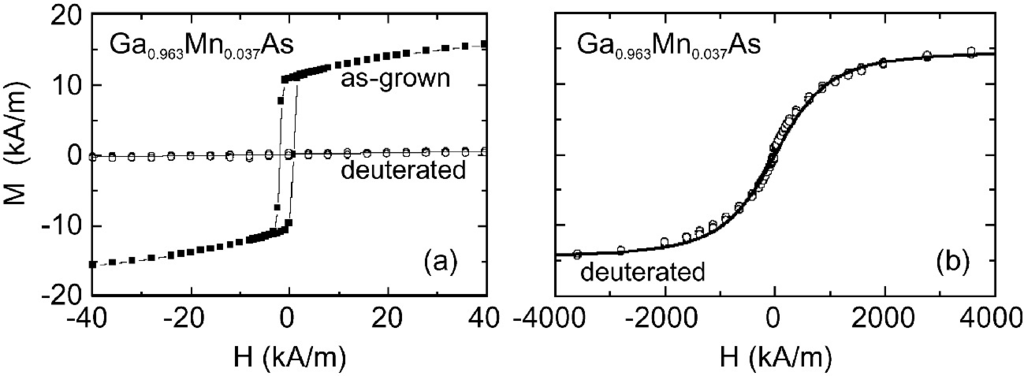 20
10
0
-10
-20
M (kA/m)
Ga0.963Mn0.037As
as-grown
deuterated
(a)
-40 -20 0 20 40
H (kA/m)
Ga0.963Mn0.037As
deuterated
(b)
-4000 -2000 0 2000 4000
H (kA/m)